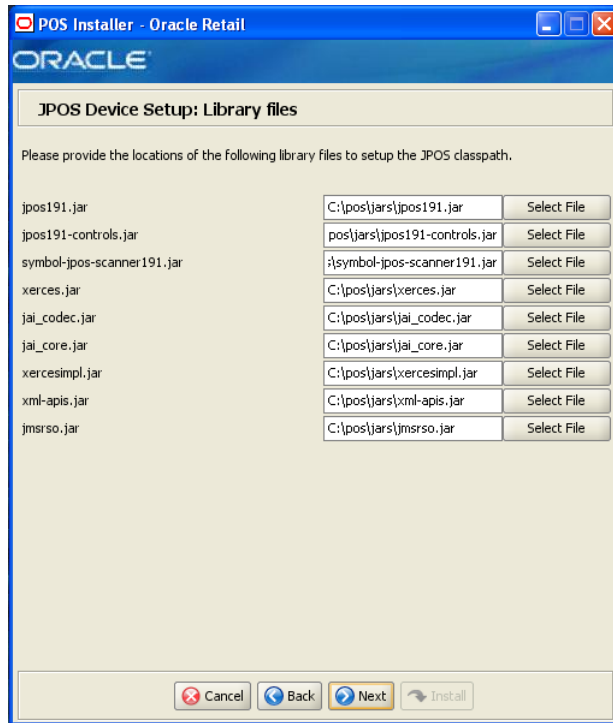 POS Installer - Oracle Retail
ORACLE
JPOS Device Setup: Library files
Please provide the locations of the following library files to setup the JPOS classpath.
jpos191.jar C:\pos\jars\jpos191.jar Select File
jpos191-controls.jar pos\jars\jpos191-controls.jar Select File
symbol-jpos-scanner191.jar ;\symbol-jpos-scanner191.jar Select File
xerces.jar C:\pos\jars\xerces.jar Select File
jai_codec.jar C:\pos\jars\jai_codec.jar Select File
jai_core.jar C:\pos\jars\jai_core.jar Select File
xercesimpl.jar C:\pos\jars\xercesimpl.jar Select File
xml-apis.jar C:\pos\jars\xml-apis.jar Select File
jmsrso.jar C:\pos\jars\jmsrso.jar Select File
Cancel Back Next Install